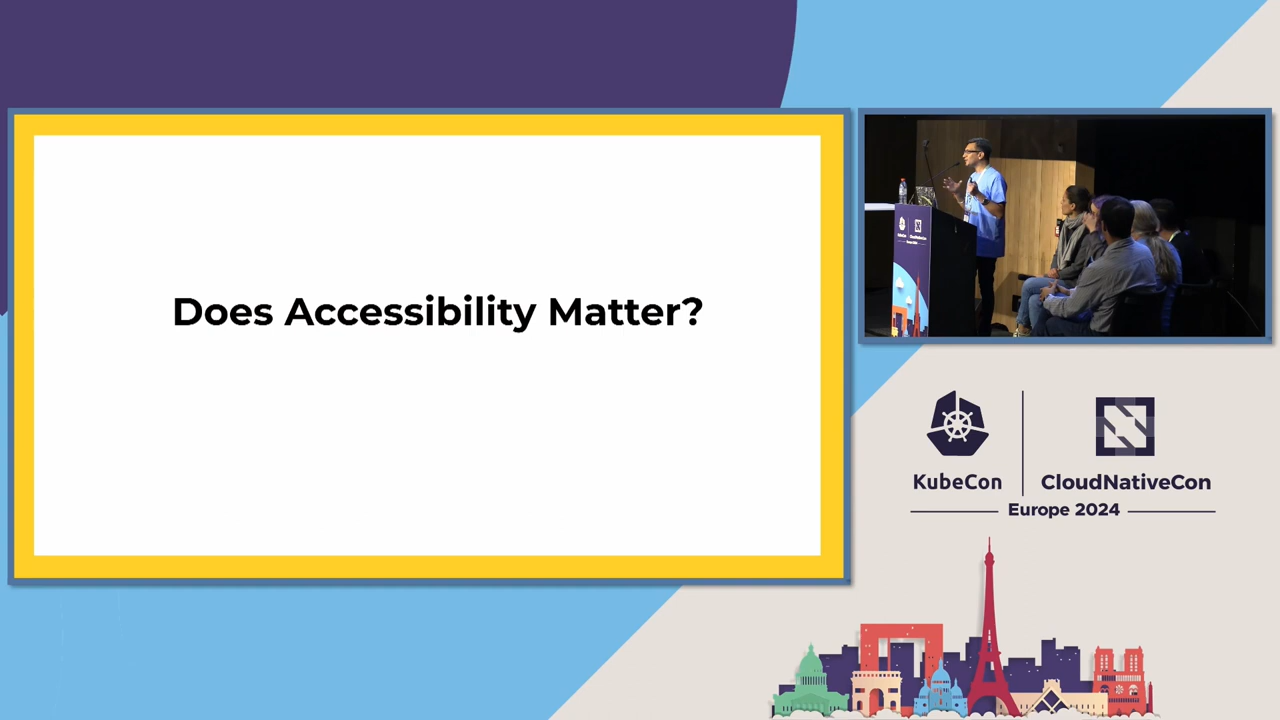 Does Accessibility Matter?
KubeCon
CloudNativeCon
Europe 2024